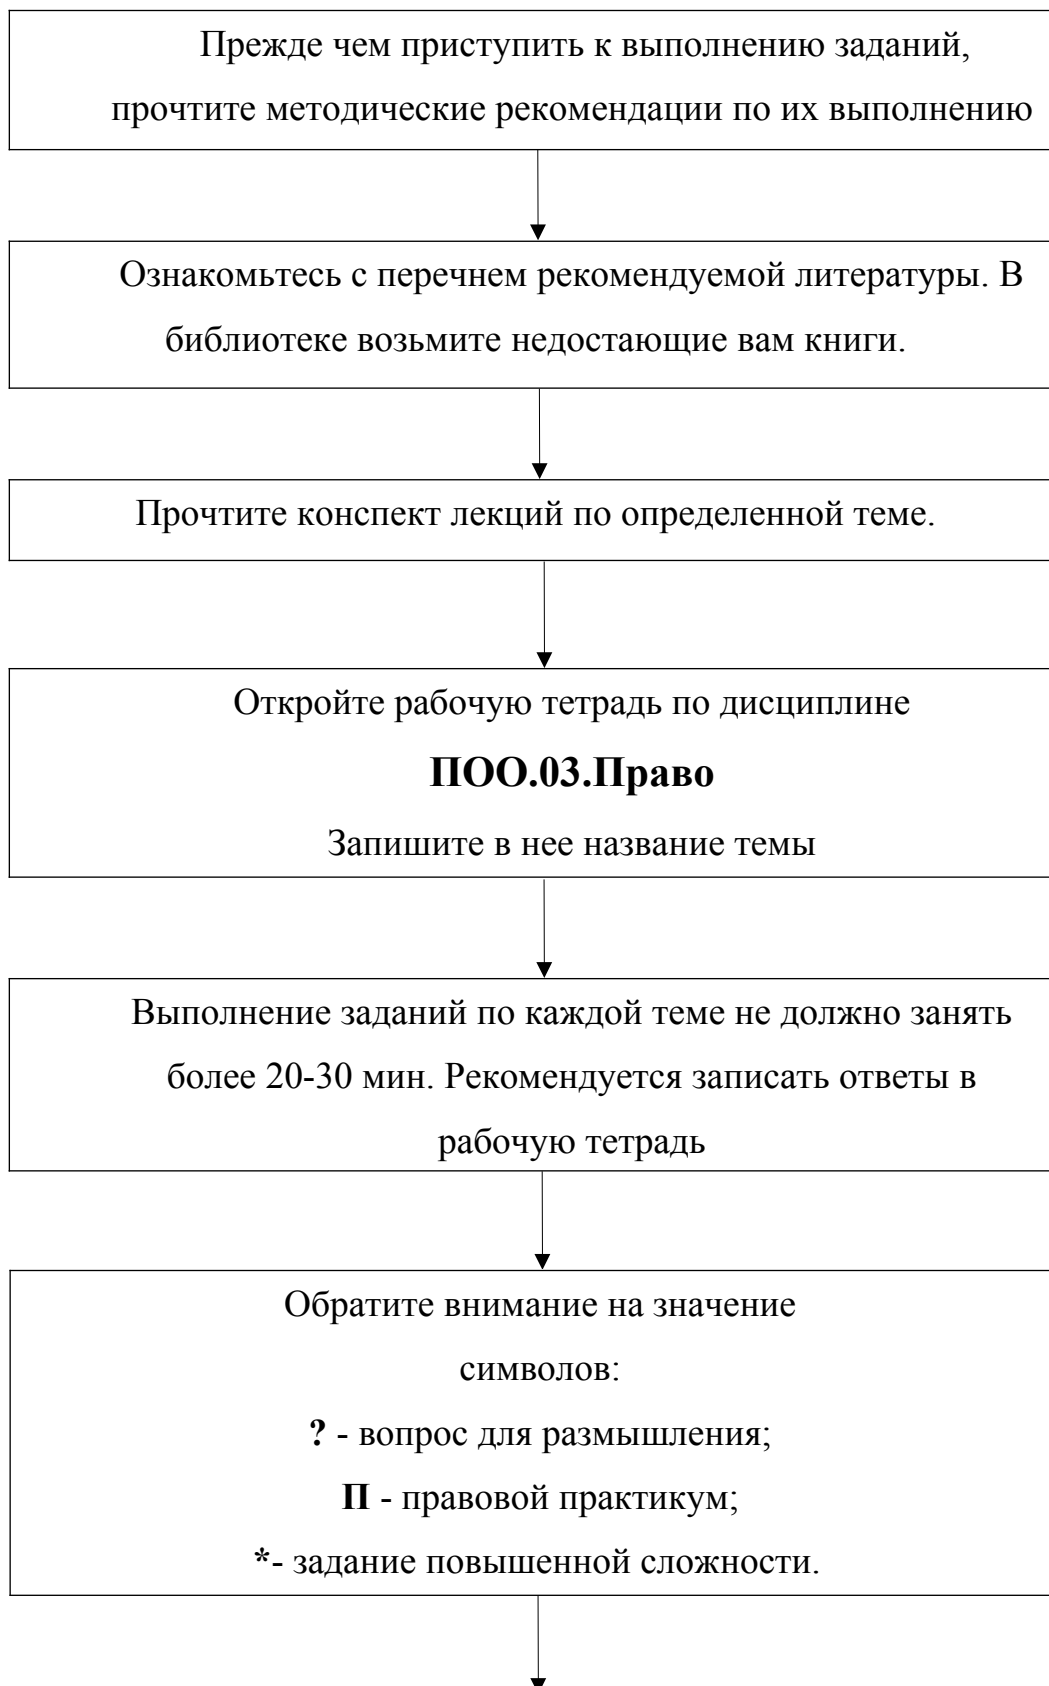 Прежде чем приступить к выполнению заданий,
прочтите методические рекомендации по их выполнению
Ознакомьтесь с перечнем рекомендуемой литературы. В
библиотеке возьмите недостающие вам книги.
Прочтите конспект лекций по определенной теме.
Откройте рабочую тетрадь по дисциплине
ПОО.03.Право
Запишите в нее название темы
Выполнение заданий по каждой теме не должно занять
более 20-30 мин. Рекомендуется записать ответы в
рабочую тетрадь
Обратите внимание на значение
символов:
? - вопрос для размышления;
П - правовой практикум;
*- задание повышенной сложности.